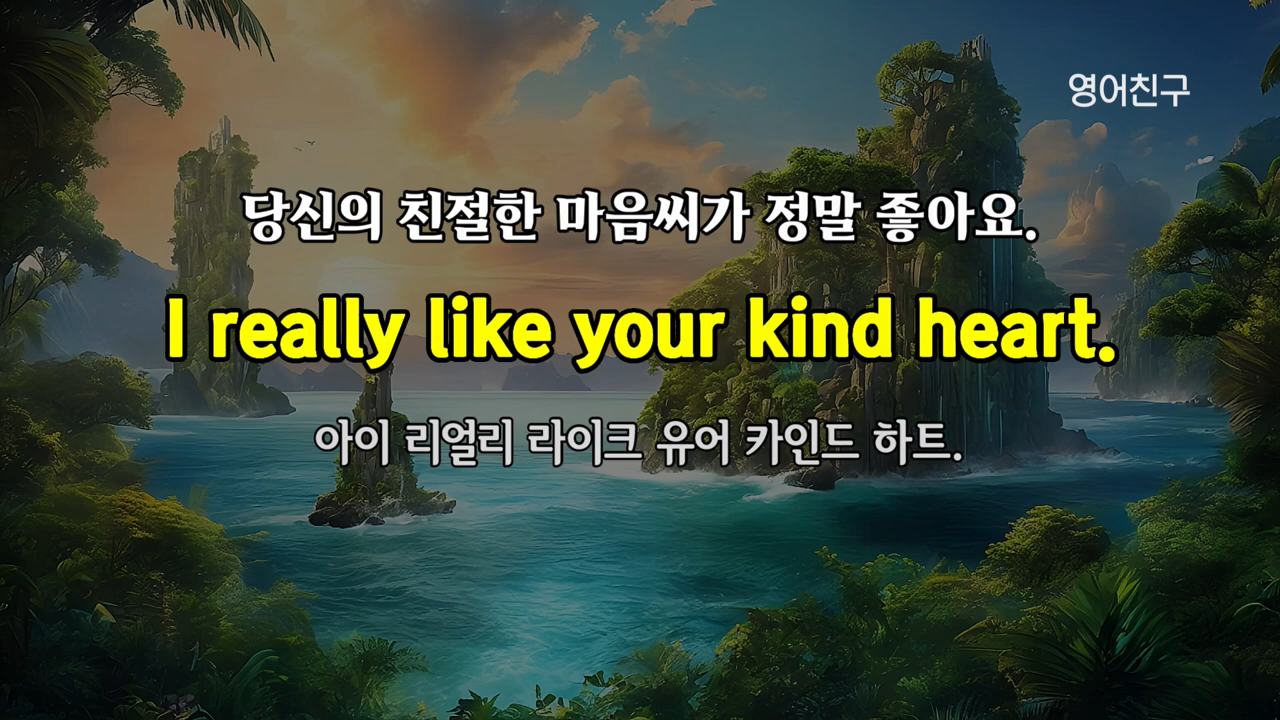 영어친구
당신의 친절한 마음씨가 정말 좋아요.
I really like your kind heart.
아이 리얼리 라이크 유어 카인드 하트.